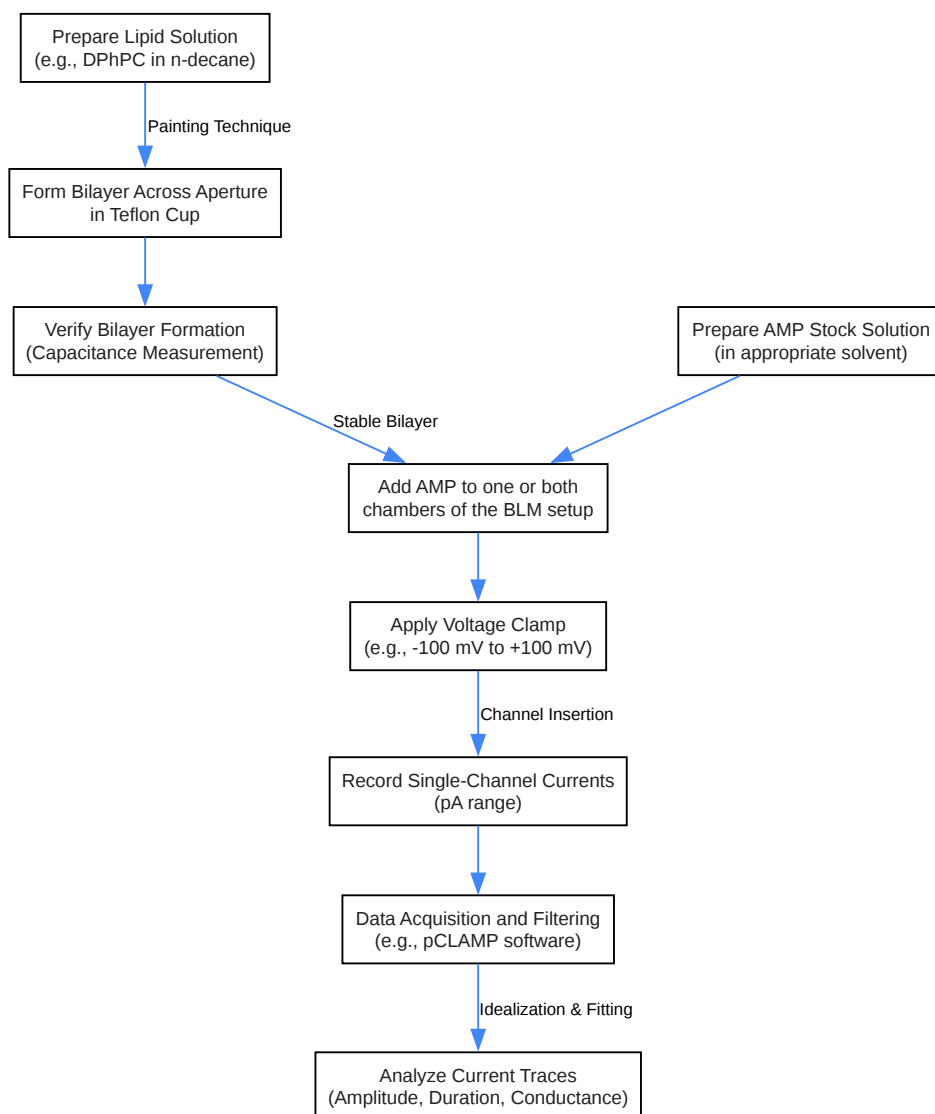 Prepare Lipid Solution
(e.g., DPhPC in n-decane)
Painting Technique
Form Bilayer Across Aperture
in Teflon Cup
Verify Bilayer Formation
(Capacitance Measurement)
Prepare AMP Stock Solution
(in appropriate solvent)
Stable Bilayer
Add AMP to one or both
chambers of the BLM setup
Apply Voltage Clamp
(e.g., -100 mV to +100 mV)
Channel Insertion
Record Single-Channel Currents
(pA range)
Data Acquisition and Filtering
(e.g., pCLAMP software)
Idealization & Fitting
Analyze Current Traces
(Amplitude, Duration, Conductance)